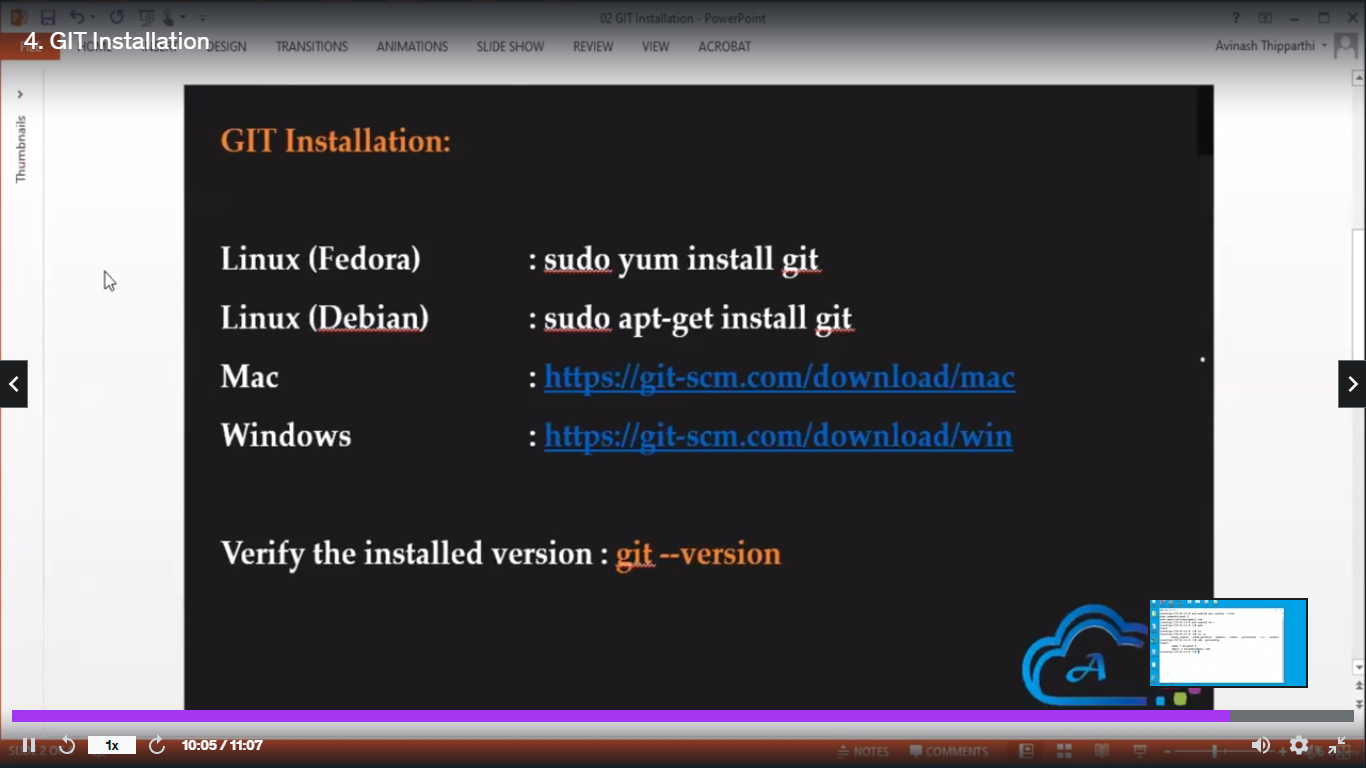 02 GIT Installation - PowerPoint
4. GIT Installation
DESIGN TRANSITIONS ANIMATIONS SLIDE SHOW REVIEW VIEW ACROBAT
Avinash Thipparthi
Thumbnails
GIT Installation:
Linux (Fedora) : sudo yum install git
Linux (Debian) : sudo apt-get install git
Mac : https://git-scm.com/download/mac
Windows : https://git-scm.com/download/win
Verify the installed version : git --version
A
1x 10:05 / 11:07
NOTES COMMENTS